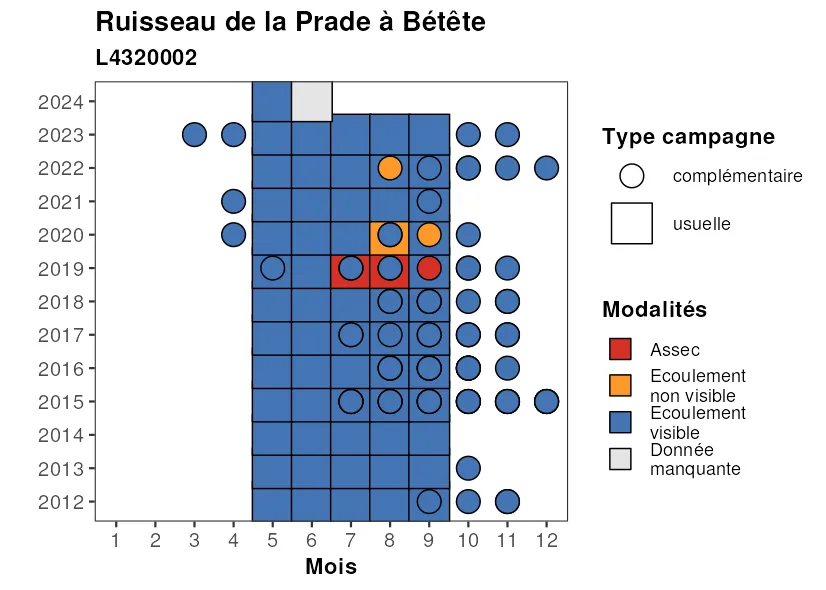 Ruisseau de la Prade à Bétête
L4320002
2024
2023
2022
2021
2020
2019
2018
2017
2016
2015
2014
2013
2012
1 2 3 4 5 6 7 8 9 10 11 12
Mois
Type campagne
complémentaire
usuelle
Modalités
Assec
Ecoulement
non visible
Ecoulement
visible
Donnée
manquante